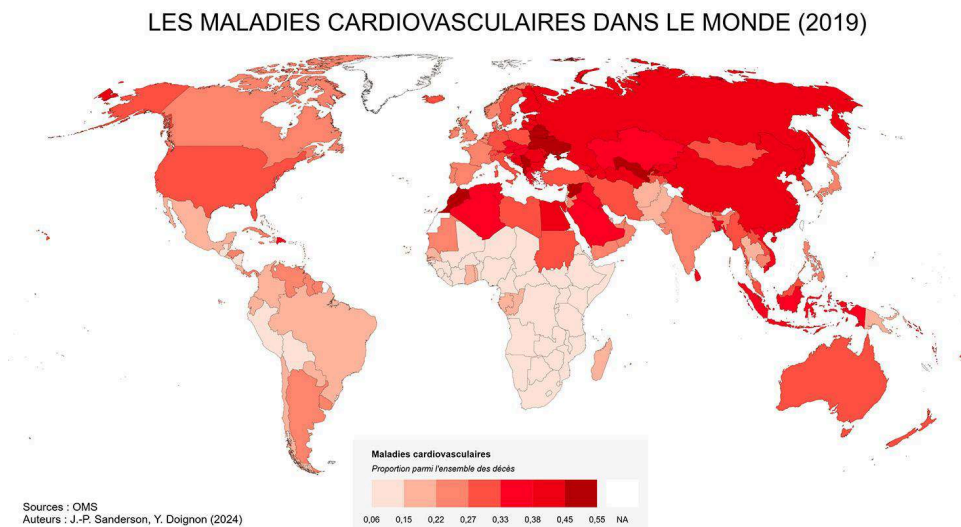 LES MALADIES CARDIOVASCULAIRES DANS LE MONDE (2019)
Maladies cardiovasculaires
Proportion parmi l'ensemble des décès
0,06 0,15 0,22 0,27 0,33 0,38 0,45 0,55 NA
Sources : OMS
Auteurs : J.-P. Sanderson, Y. Doignon (2024)